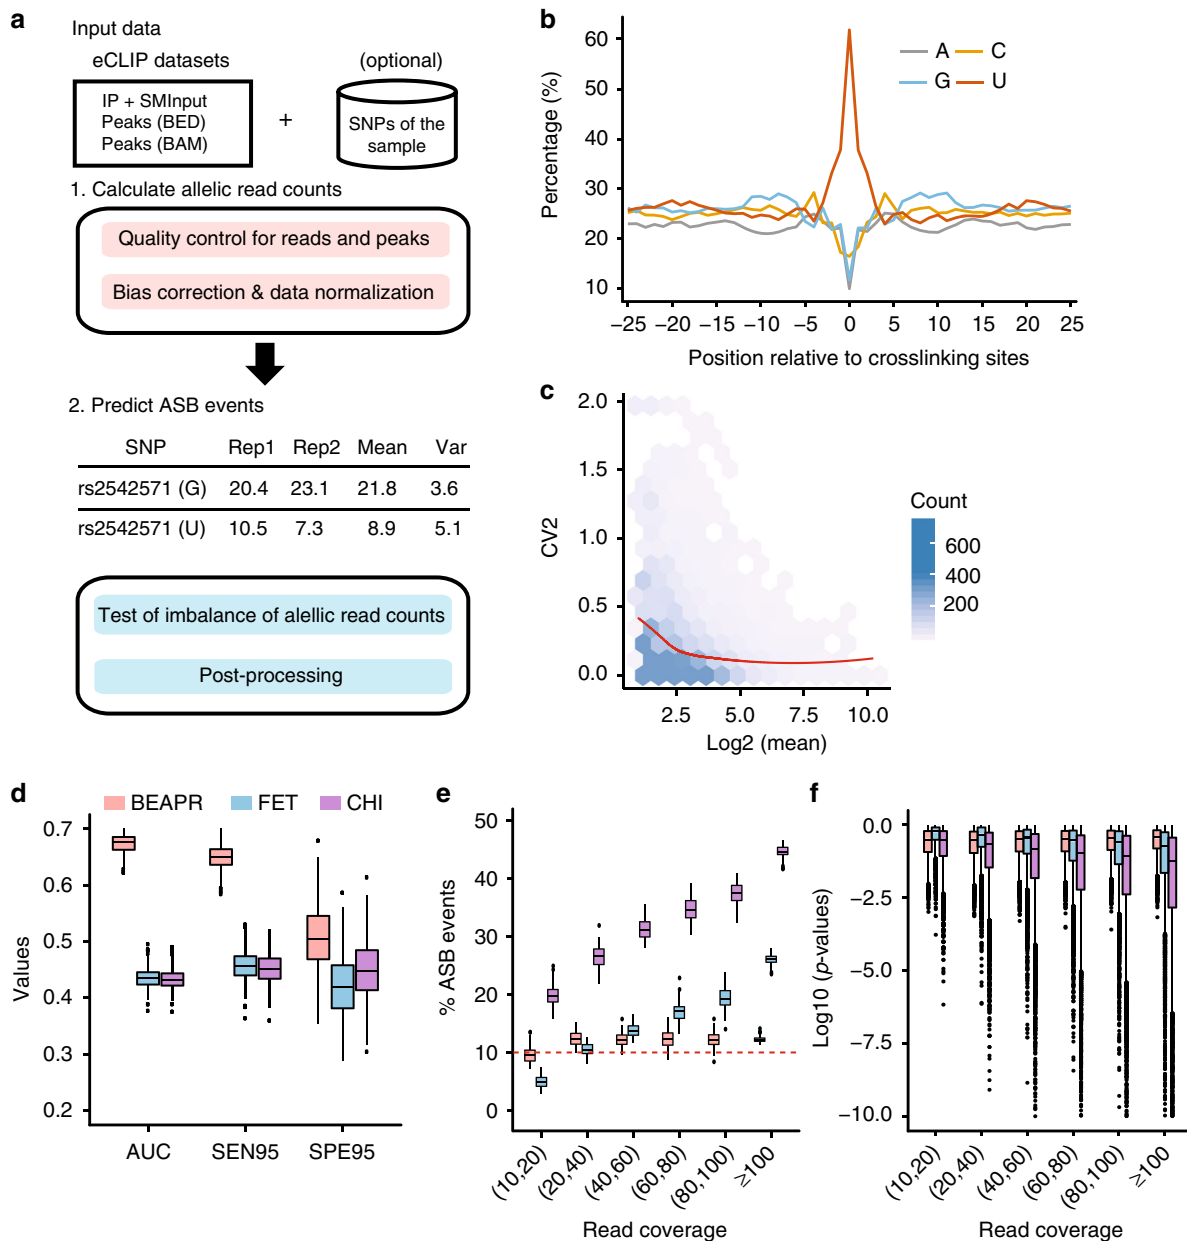 a
Input data
eCLIP datasets
(optional)
IP + SMInput
Peaks (BED)
Peaks (BAM)
+
SNPs of the
sample
1. Calculate allelic read counts
Quality control for reads and peaks
Bias correction & data normalization
2. Predict ASB events
SNP Rep1 Rep2 Mean Var
rs2542571 (G) 20.4 23.1 21.8 3.6
rs2542571 (U) 10.5 7.3 8.9 5.1
Test of imbalance of alellic read counts
Post-processing
b
Percentage (%)
60
50
40
30
20
10
A C
G U
−25 −20 −15 −10 −5 0 5 10 15 20 25
Position relative to crosslinking sites
c
CV2
2.0
1.5
1.0
0.5
0.0
2.5 5.0 7.5 10.0
Log2 (mean)
Count
600
400
200
d
BEAPR FET CHI
Values
0.7
0.6
0.5
0.4
0.3
0.2
AUC SEN95 SPE95
e
% ASB events
50
40
30
20
10
0
(10,20) (20,40) (40,60) (60,80) (80,100) ≥100
Read coverage
f
Log10 (p-values)
0.0
−2.5
−5.0
−7.5
−10.0
(10,20) (20,40) (40,60) (60,80) (80,100) ≥100
Read coverage